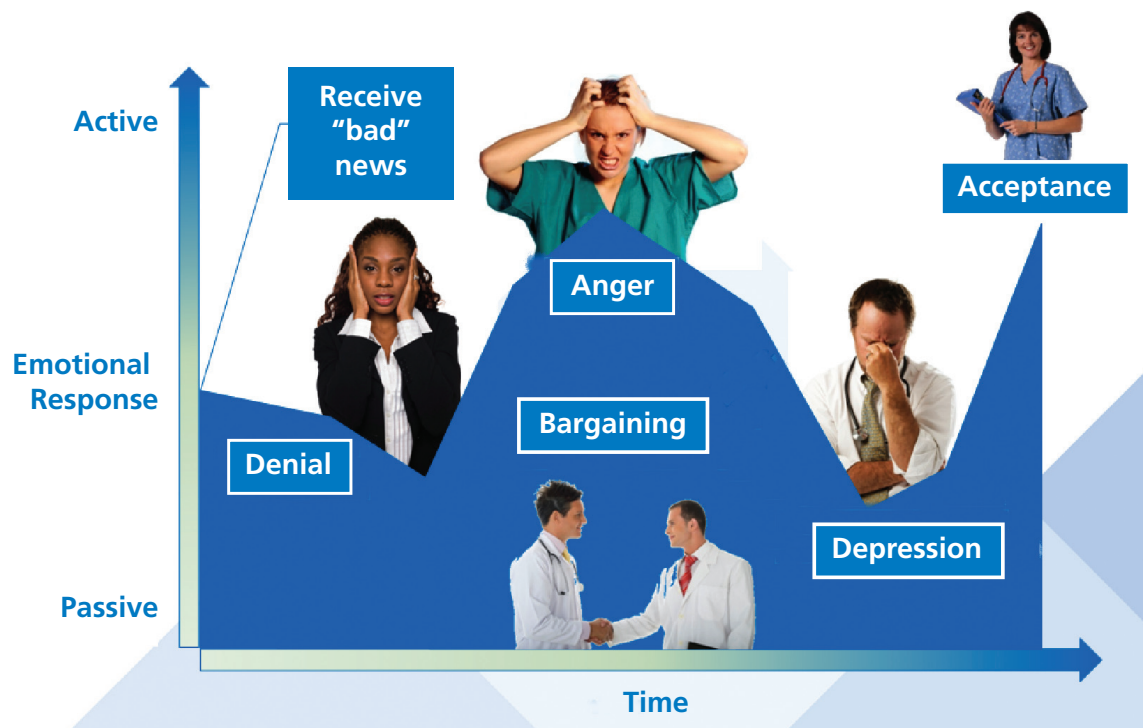 Active
Receive
“bad”
news
Acceptance
Anger
Emotional
Response
Bargaining
Denial
Depression
Passive
Time